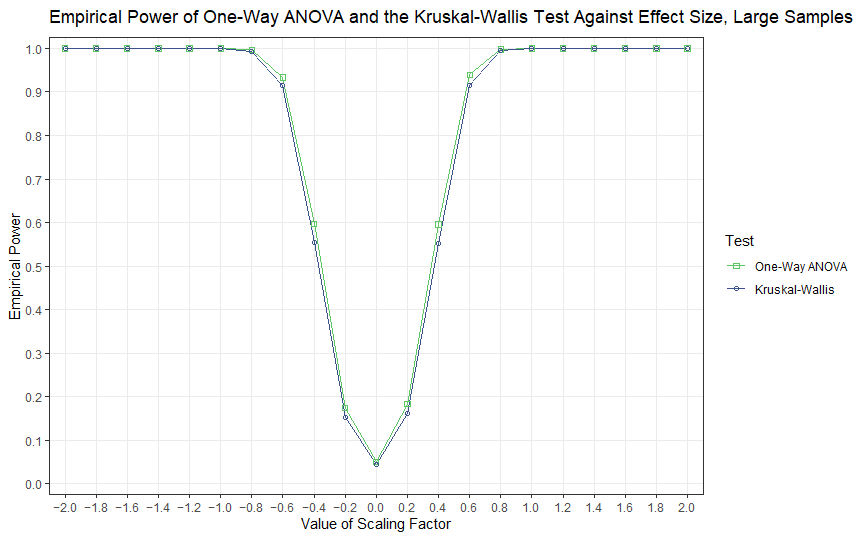 Empirical Power of One-Way ANOVA and the Kruskal-Wallis Test Against Effect Size, Large Samples
1.0
0.9
0.8
0.7
0.6
0.5
0.4
0.3
0.2
0.1
0.0
Empirical Power
−2.0 −1.8 −1.6 −1.4 −1.2 −1.0 −0.8 −0.6 −0.4 −0.2 0.0 0.2 0.4 0.6 0.8 1.0 1.2 1.4 1.6 1.8 2.0
Value of Scaling Factor
Test
One-Way ANOVA
Kruskal-Wallis